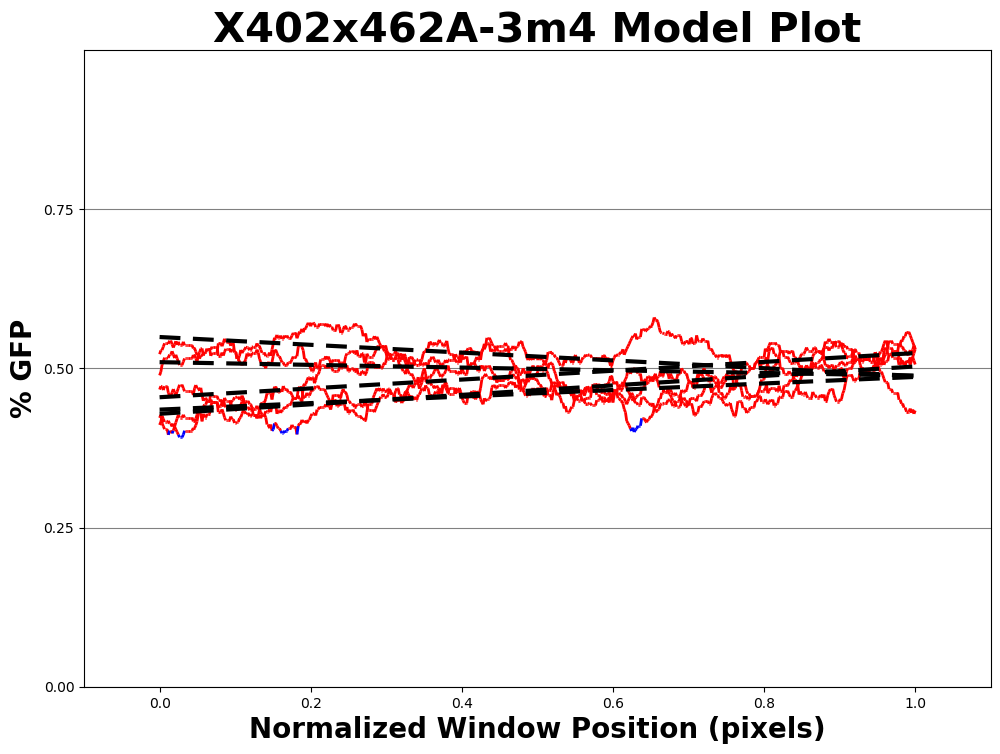 X402x462A-3m4 Model Plot
% GFP
0.75
0.50
0.25
0.00
0.0 0.2 0.4 0.6 0.8 1.0
Normalized Window Position (pixels)